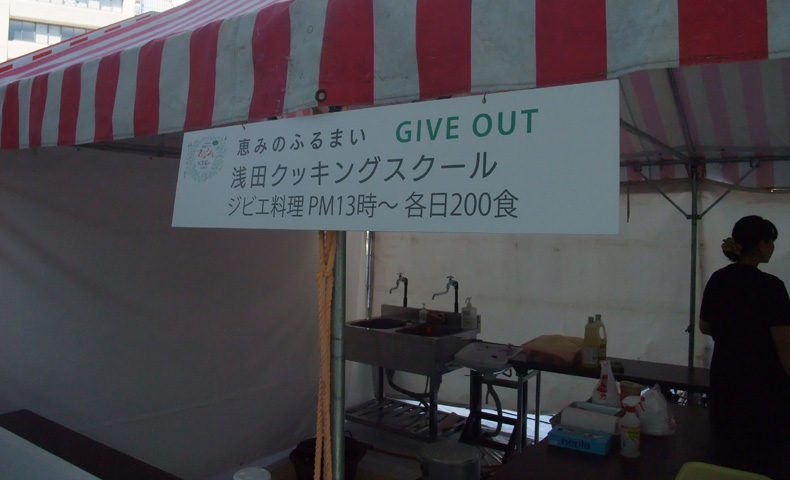 恵みのふるまい GIVE OUT
浅田クッキングスクール
ジビエ料理 PM13時～ 各日200食
nepia